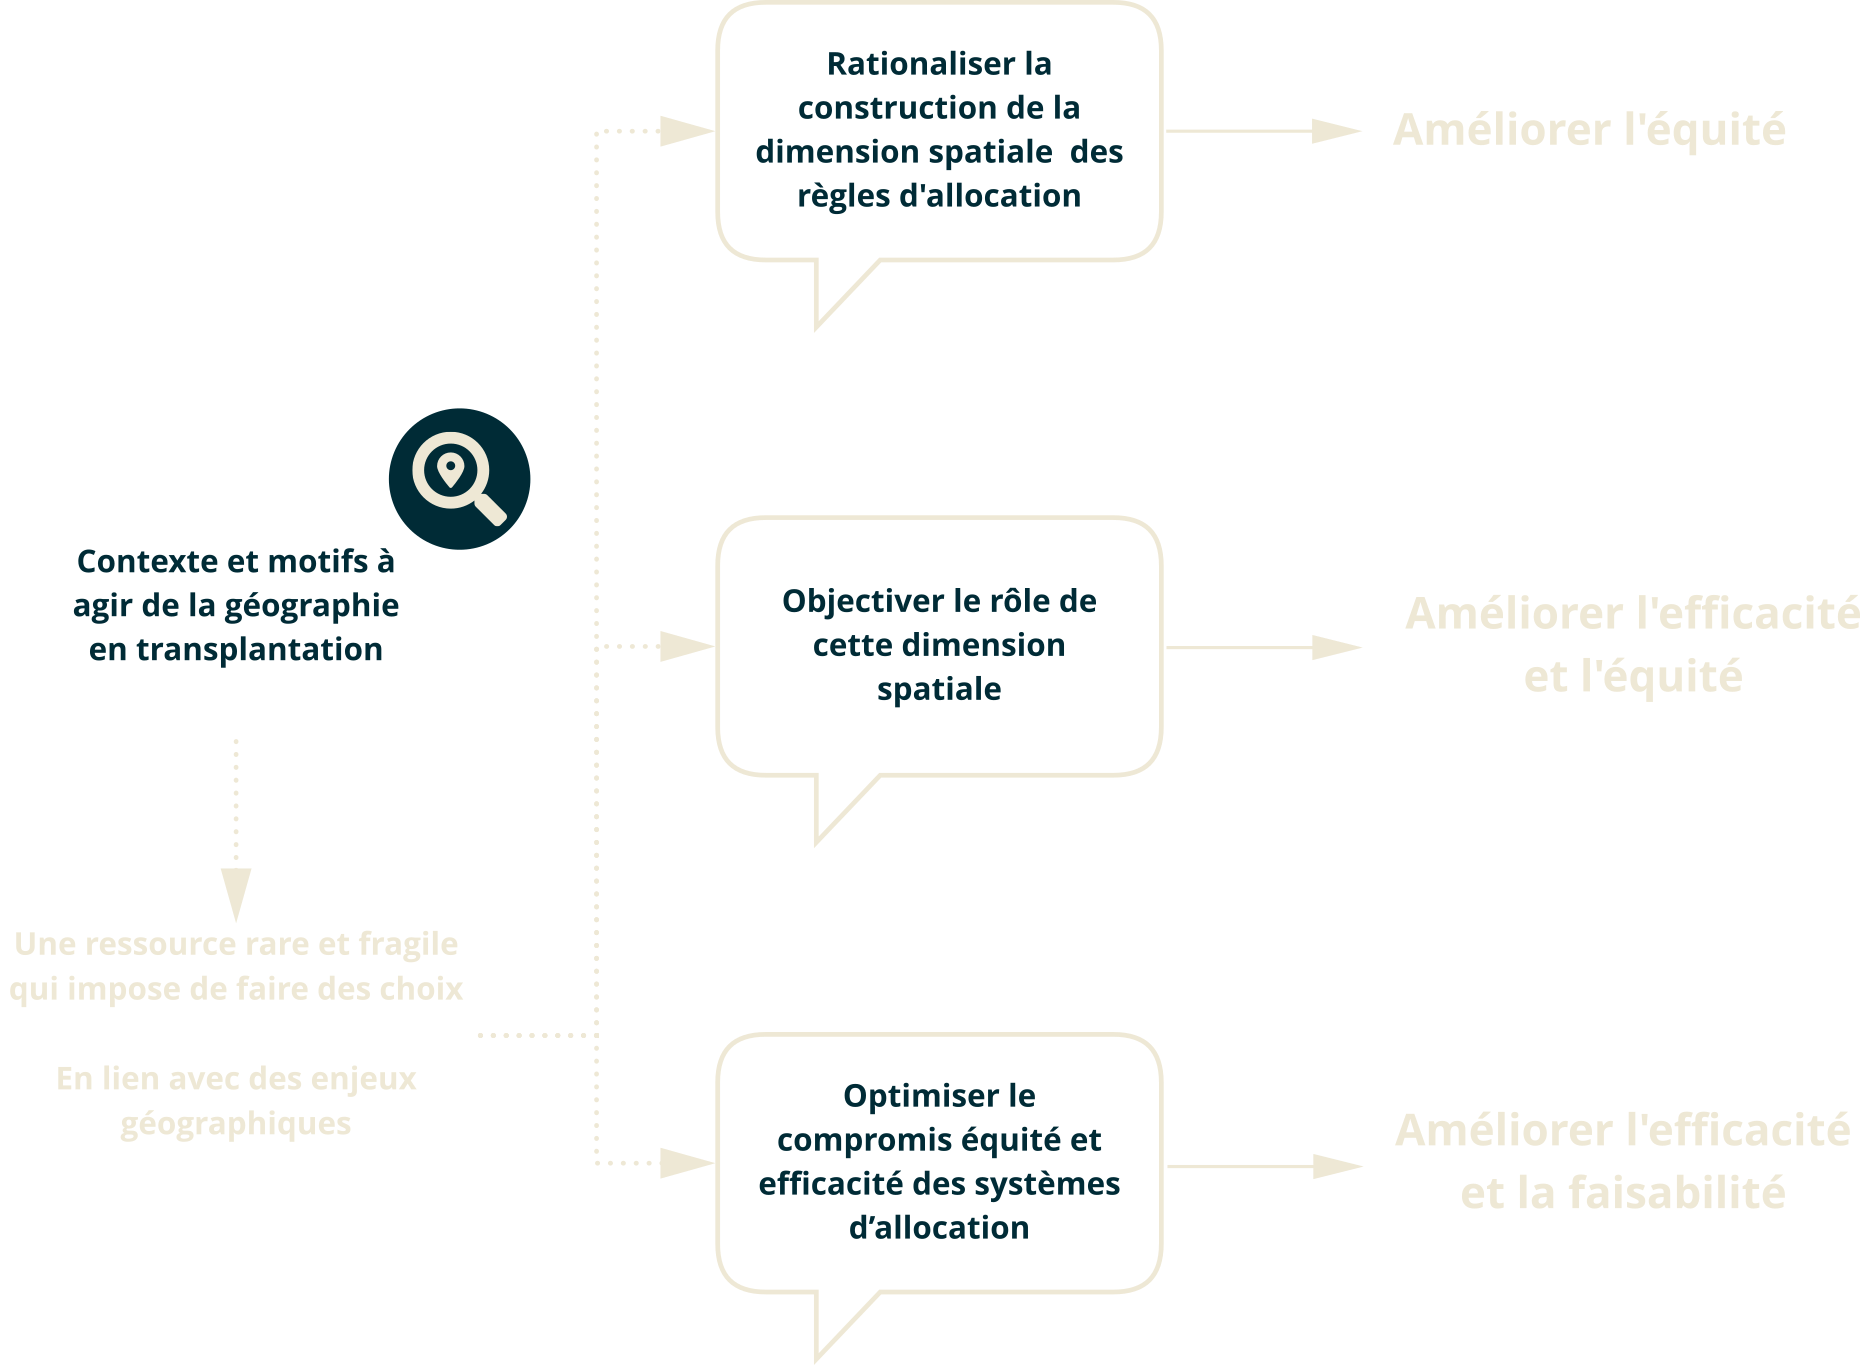 Contexte et motifs à
agir de la géographie
en transplantation
Une ressource rare et fragile
qui impose de faire des choix
En lien avec des enjeux
géographiques
Rationaliser la
construction de la
dimension spatiale  des
règles d'allocation
Améliorer l'équité
Objectiver le rôle de
cette dimension
spatiale
Améliorer l'efficacité
et l'équité
Optimiser le
compromis équité et
efficacité des systèmes
d’allocation
Améliorer l'efficacité
et la faisabilité